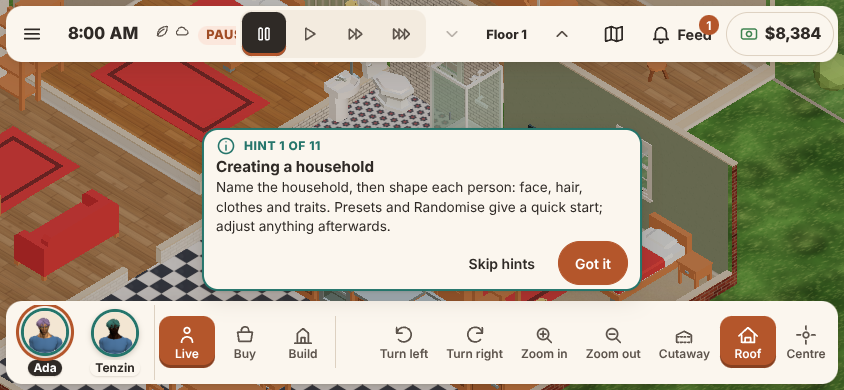 8:00 AM
Floor 1
Feed
1
$8,384
HINT 1 OF 11
Creating a household
Name the household, then shape each person: face, hair,
clothes and traits. Presets and Randomise give a quick start;
adjust anything afterwards.
Skip hints
Got it
Ada
Tenzin
Live
Buy
Build
Turn left
Turn right
Zoom in
Zoom out
Cutaway
Roof
Centre